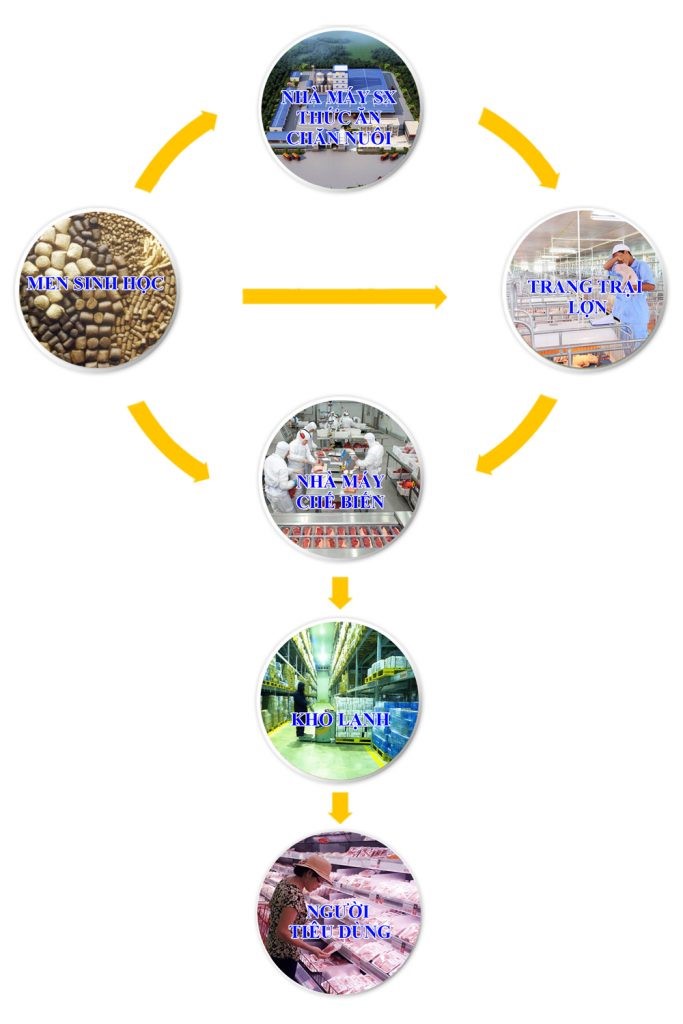 NHÀ MÁY SX
THỨC ĂN
CHĂN NUÔI
MEN SINH HỌC
TRANG TRẠI
LỢN
NHÀ MÁY
CHẾ BIẾN
KHO LẠNH
NGƯỜI
TIÊU DÙNG